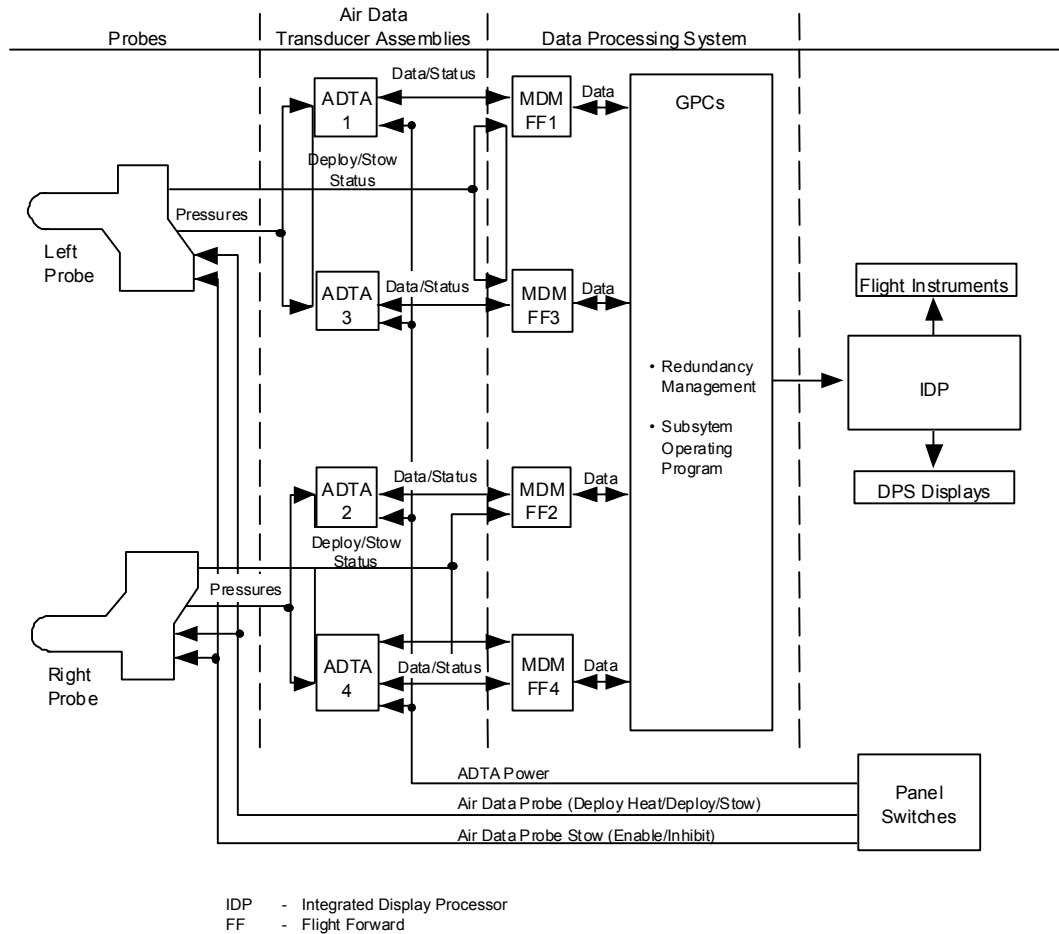 Probes
Air Data
Transducer Assemblies
Data Processing System
Data/Status
ADTA
1
MDM
FF1
Data
GPCs
Deploy/Stow
Status
Pressures
Left
Probe
ADTA
3
Data/Status
MDM
FF3
Data
Flight Instruments
• Redundancy
Management
IDP
• Subsytem
Operating
Program
DPS Displays
ADTA
2
Data/Status
MDM
FF2
Data
Deploy/Stow
Status
Pressures
Right
Probe
ADTA
4
Data/Status
MDM
FF4
Data
ADTA Power
Air Data Probe (Deploy Heat/Deploy/Stow)
Air Data Probe Stow (Enable/Inhibit)
Panel
Switches
IDP - Integrated Display Processor
FF - Flight Forward